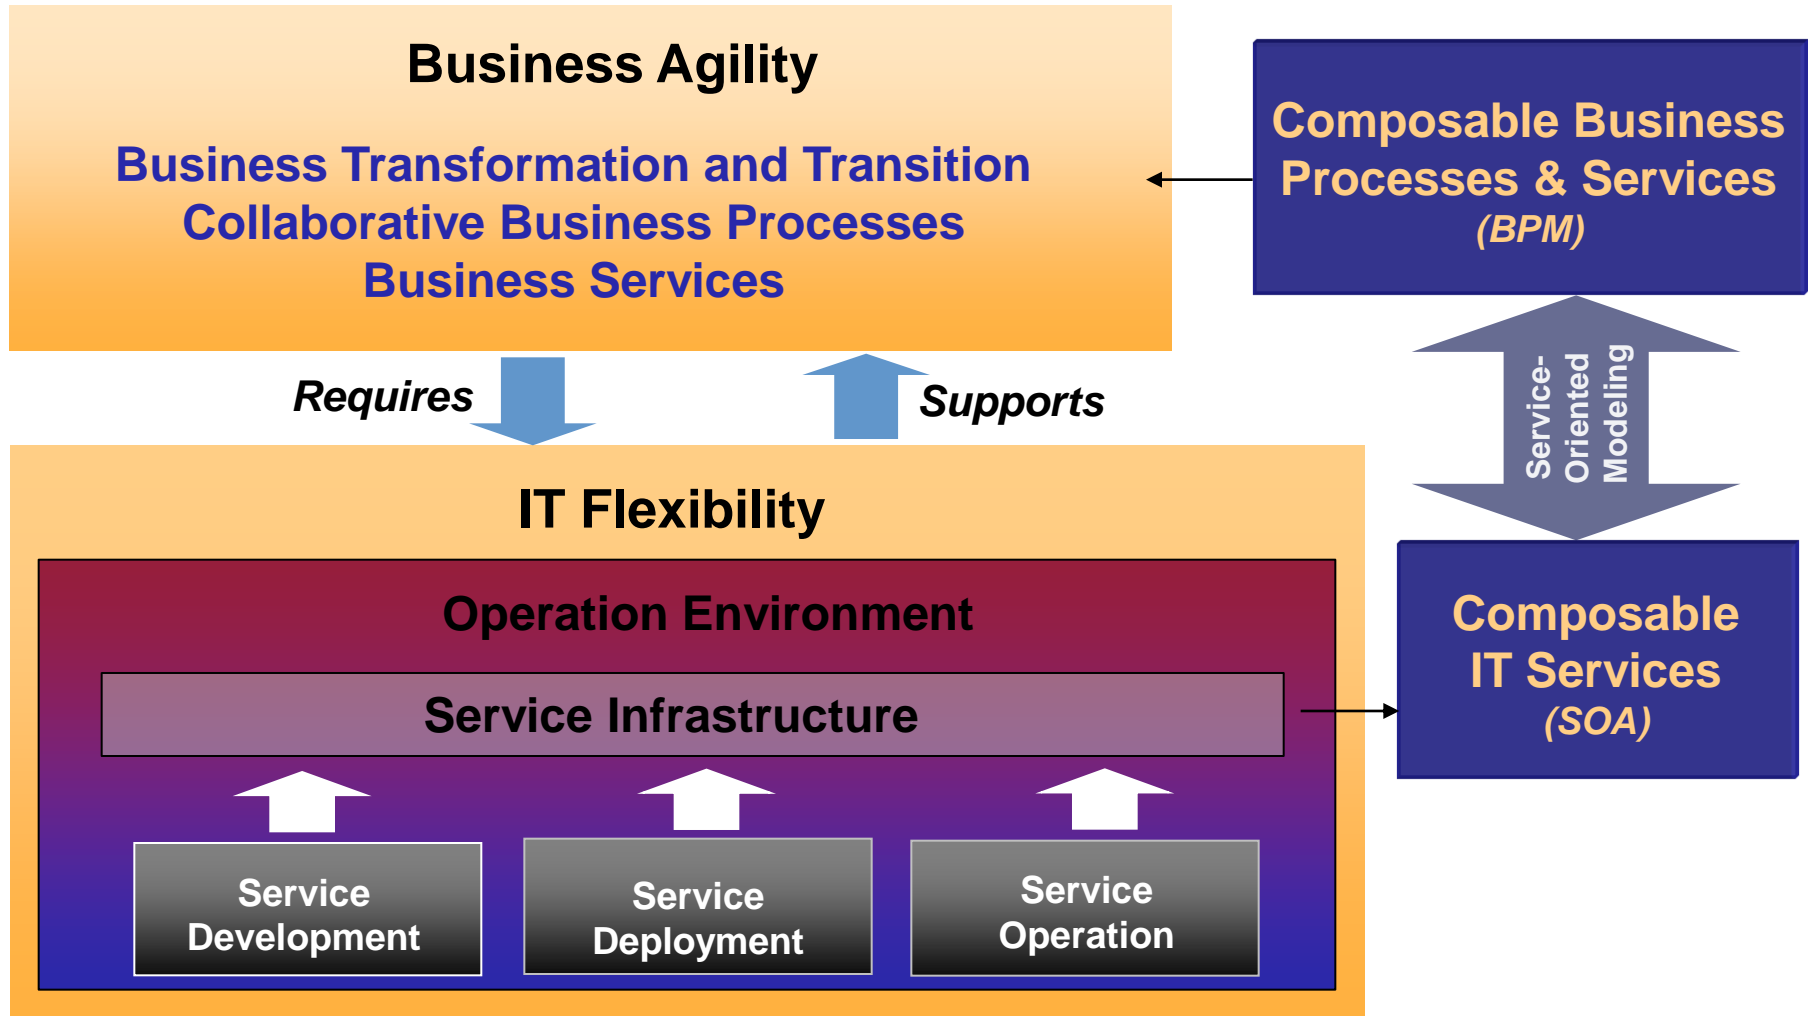 Business Agility
Business Transformation and Transition
Collaborative Business Processes
Business Services
Composable Business
Processes & Services
(BPM)
Requires
Supports
Service-
Oriented
Modeling
IT Flexibility
Operation Environment
Service Infrastructure
Composable
IT Services
(SOA)
Service
Development
Service
Deployment
Service
Operation